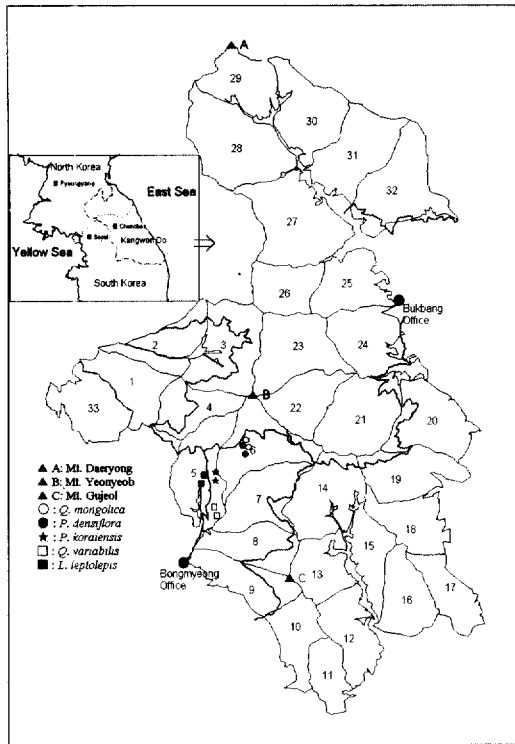 A
29
30
28
31
32
North Korea
Pyeungyang
East Sea
Chunchen
Seoul
Kangwon Do
Yellow Sea
South Korea
27
25
26
Bukbang
Office
2
3
23
24
1
33
4
B
22
21
20
6
5
7
19
14
18
8
15
13
17
16
C
9
Bongmyeong
Office
10
12
11
A: Mt. Daeryong
B: Mt. Yeonyeob
C: Mt. Gujeol
: Q. mongolica
: P. densiflora
: P. koraiensis
: Q. variabilis
: L. leptolepis